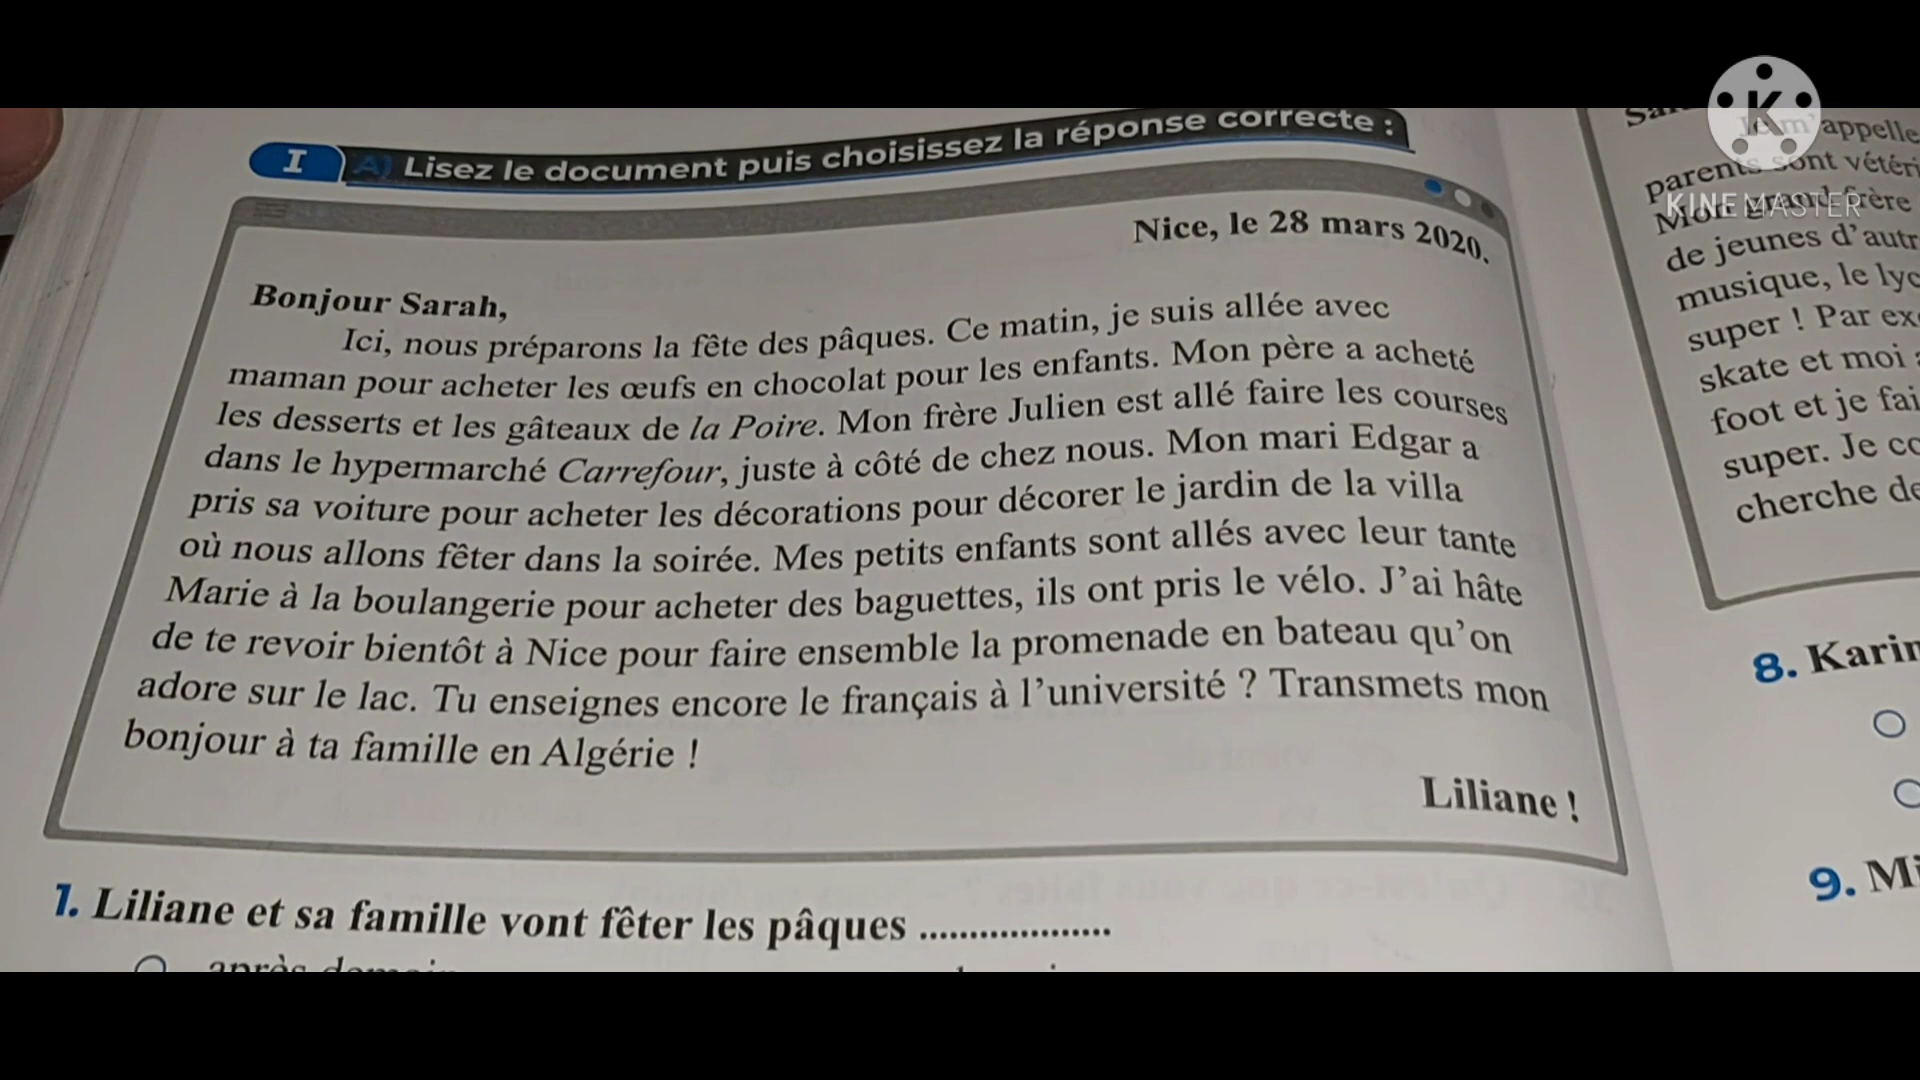 I A) Lisez le document puis choisissez la réponse correcte :
Nice, le 28 mars 2020.
Bonjour Sarah,
Ici, nous préparons la fête des pâques. Ce matin, je suis allée avec
maman pour acheter les œufs en chocolat pour les enfants. Mon père a acheté
les desserts et les gâteaux de la Poire. Mon frère Julien est allé faire les courses
dans le hypermarché Carrefour, juste à côté de chez nous. Mon mari Edgar a
pris sa voiture pour acheter les décorations pour décorer le jardin de la villa
où nous allons fêter dans la soirée. Mes petits enfants sont allés avec leur tante
Marie à la boulangerie pour acheter des baguettes, ils ont pris le vélo. J'ai hâte
de te revoir bientôt à Nice pour faire ensemble la promenade en bateau qu'on
adore sur le lac. Tu enseignes encore le français à l'université ? Transmets mon
bonjour à ta famille en Algérie !
Liliane !
1. Liliane et sa famille vont fêter les pâques ...................
après
Je m'appelle
parents sont vétéri
Mon grand frère
de jeunes d'autr
musique, le lyc
super ! Par ex
skate et moi
foot et je fai
super. Je co
cherche de
8. Karin
9. Mi
K
KINEMASTER